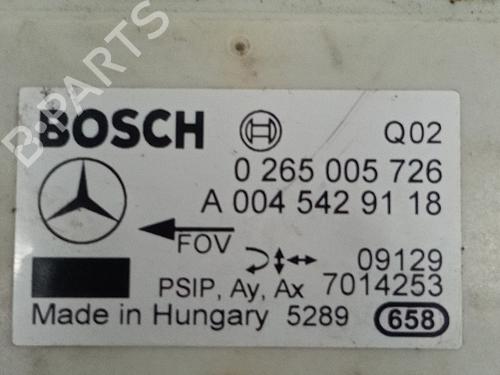 B-PARTS
BOSCH Q02
0 265 005 726
A 004 542 91 18
FOV
09129
PSIP, Ay, Ax 7014253
Made in Hungary 5289 658